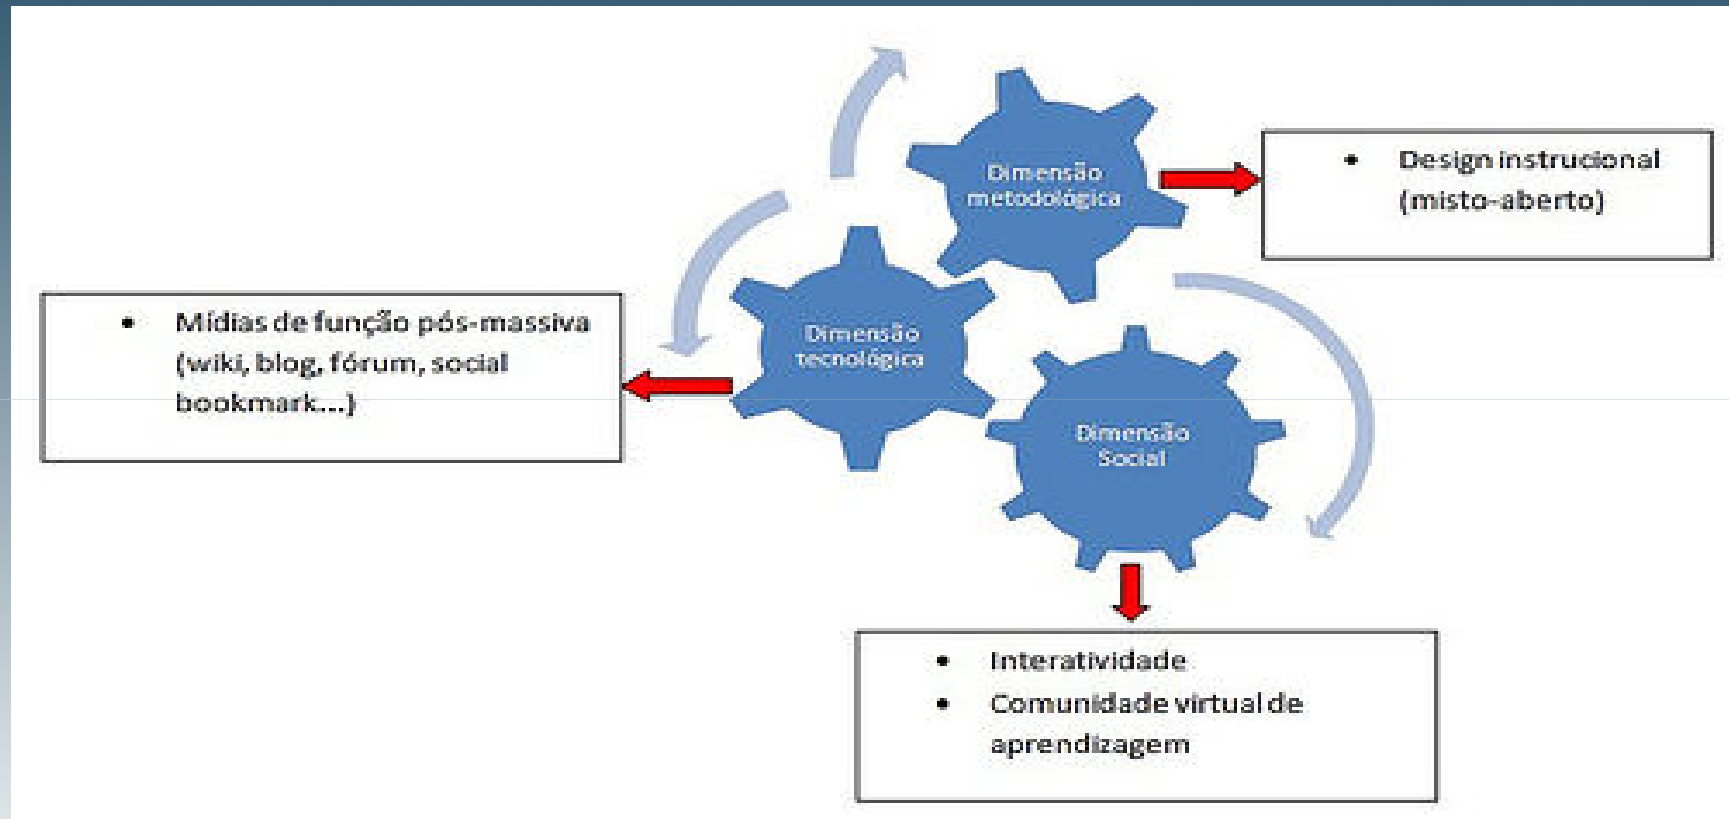 Dimensão
metodológica
• Design instrucional
(misto-aberto)
Dimensão
tecnológica
• Mídias de função pós-massiva
(wiki, blog, fórum, social
bookmark...)
Dimensão
Social
• Interatividade
• Comunidade virtual de
aprendizagem